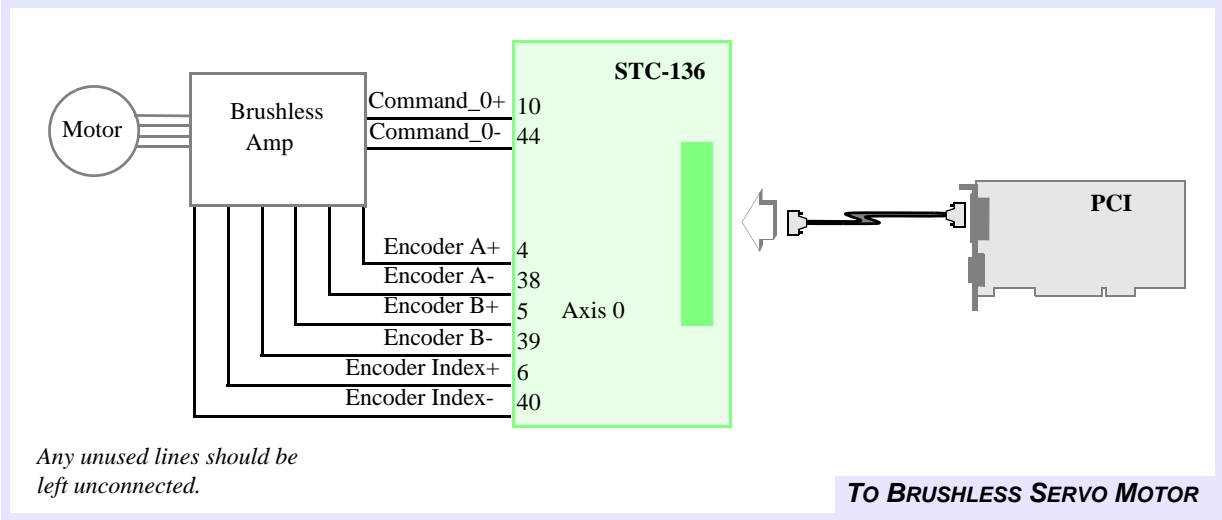 STC-136
Motor
Brushless
Amp
Command_0+ 10
Command_0- 44
PCI
Encoder A+ 4
Encoder A- 38
Encoder B+ 5
Axis 0
Encoder B- 39
Encoder Index+ 6
Encoder Index- 40
Any unused lines should be
left unconnected.
TO BRUSHLESS SERVO MOTOR